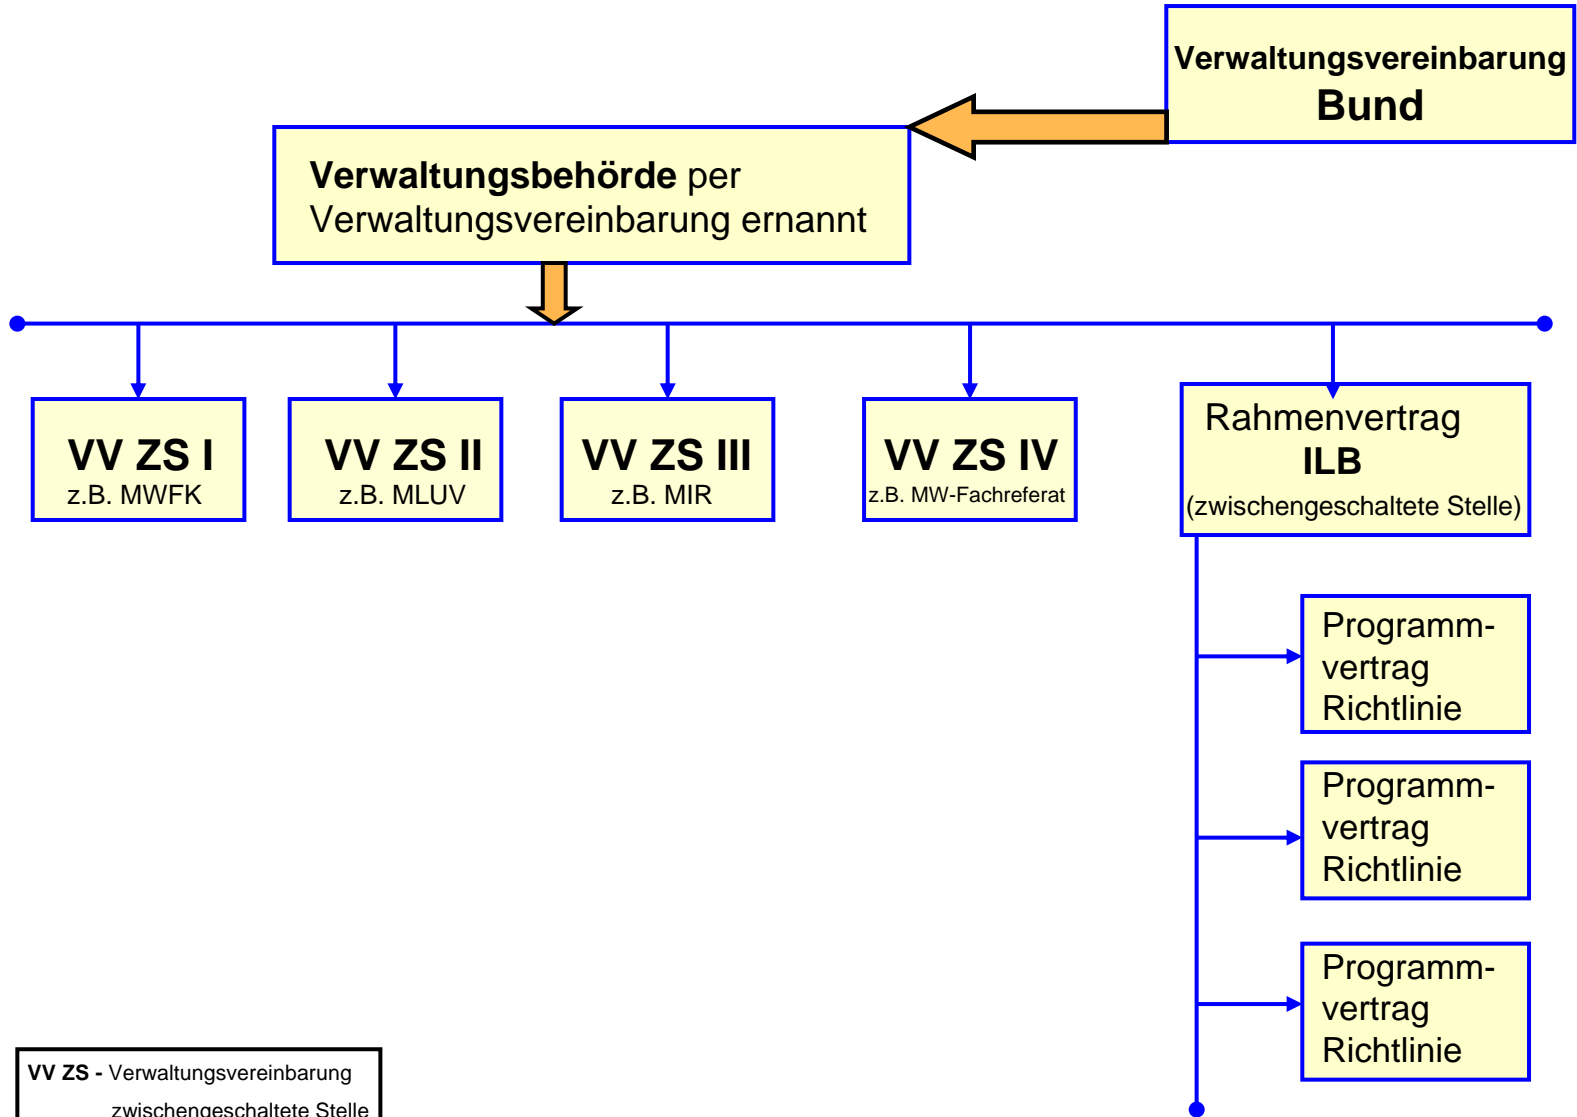 Verwaltungsvereinbarung
Bund
Verwaltungsbehörde per
Verwaltungsvereinbarung ernannt
VV ZS I
z.B. MWFK
VV ZS II
z.B. MLUV
VV ZS III
z.B. MIR
VV ZS IV
z.B. MW-Fachreferat
Rahmenvertrag
ILB
(zwischengeschaltete Stelle)
Programm-
vertrag
Richtlinie
Programm-
vertrag
Richtlinie
Programm-
vertrag
Richtlinie
VV ZS - Verwaltungsvereinbarung
zwischengeschaltete Stelle